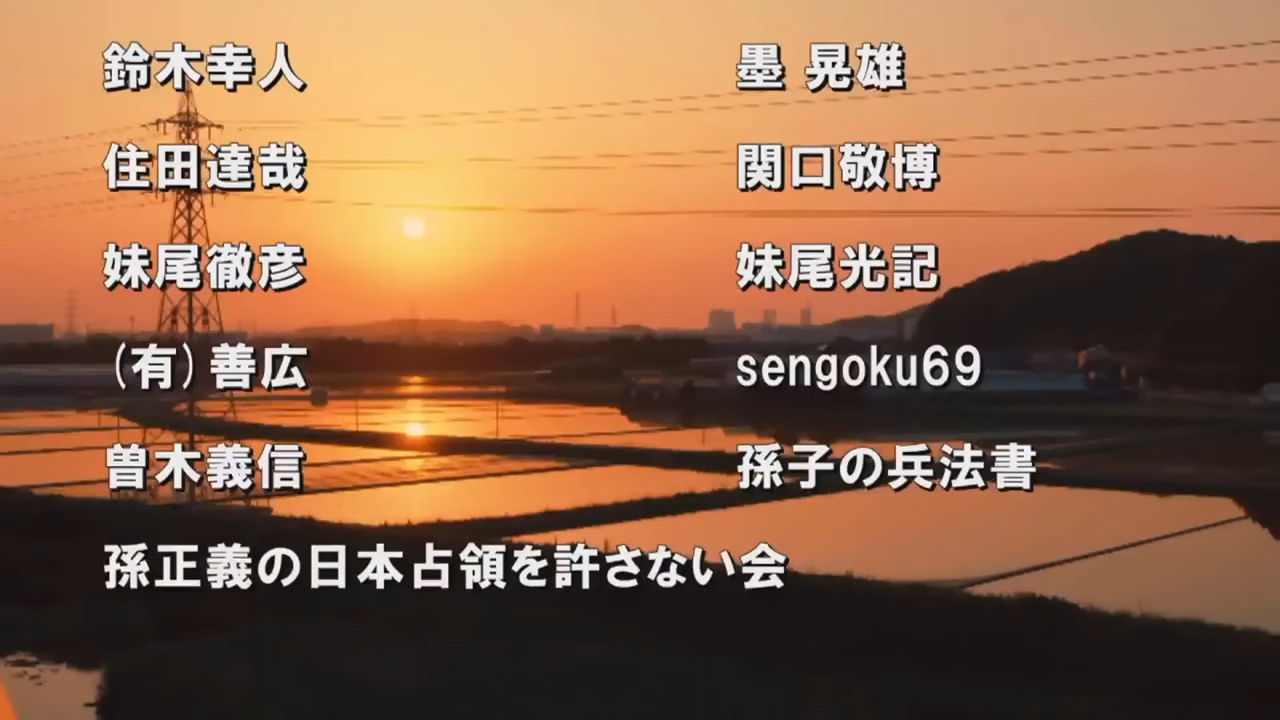 鈴木幸人
墨 晃雄
住田達哉
関口敬博
妹尾徹彦
妹尾光記
(有)善広
sengoku69
曽木義信
孫子の兵法書
孫正義の日本占領を許さない会